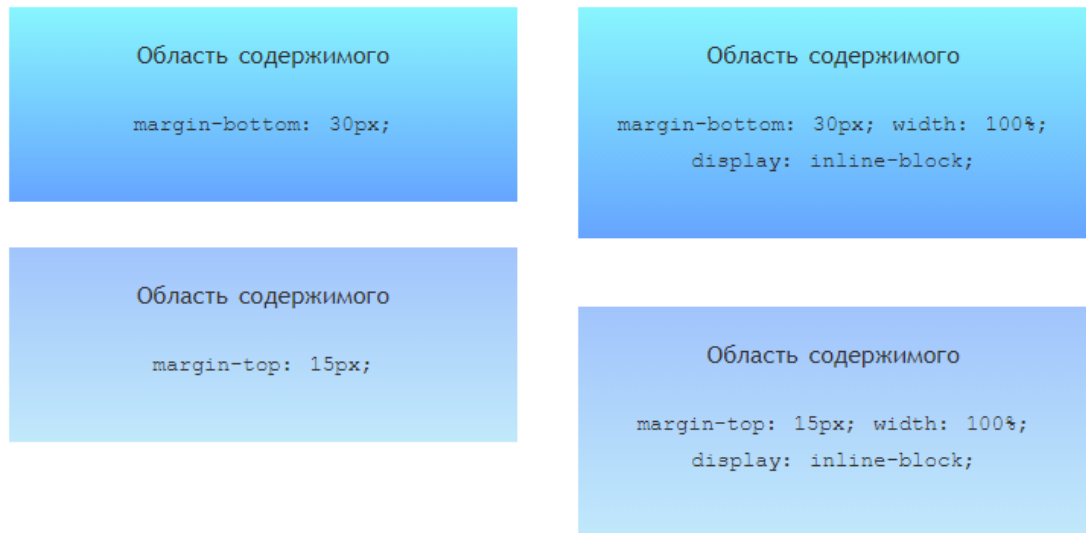 Область содержимого
margin-bottom: 30px;
Область содержимого
margin-top: 15px;
Область содержимого
margin-bottom: 30px; width: 100%;
display: inline-block;
Область содержимого
margin-top: 15px; width: 100%;
display: inline-block;